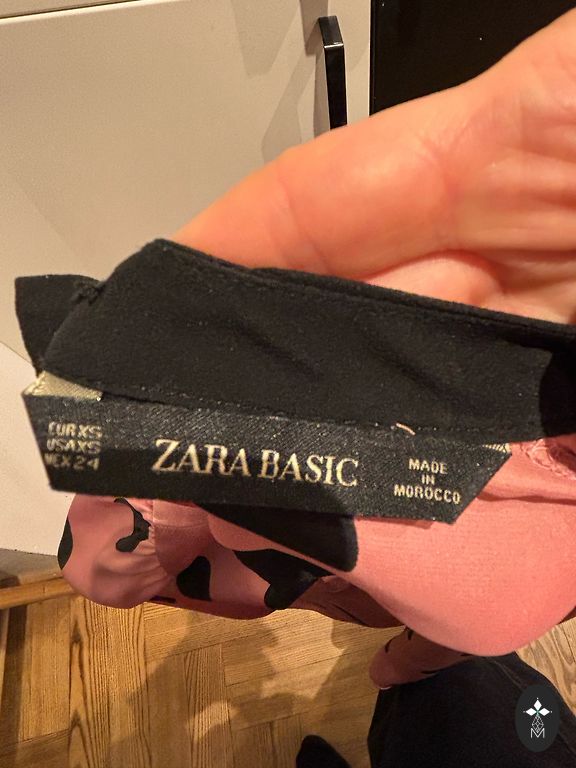 EUR XS
USA XS
MEX 24
ZARA BASIC
MADE
IN
MOROCCO
M